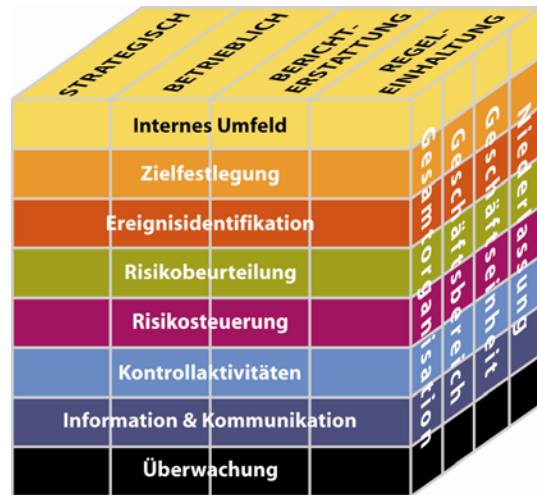 STRATEGISCH
BETRIEBLICH
BERICHT-
ERSTATTUNG
REGEL-
EINHALTUNG
Internes Umfeld
Zielfestlegung
Ereignisidentifikation
Risikobeurteilung
Risikosteuerung
Kontrollaktivitäten
Information & Kommunikation
Überwachung
Gesamtorganisation
Geschäftsbereich
Geschäftseinheit
Niederlassung